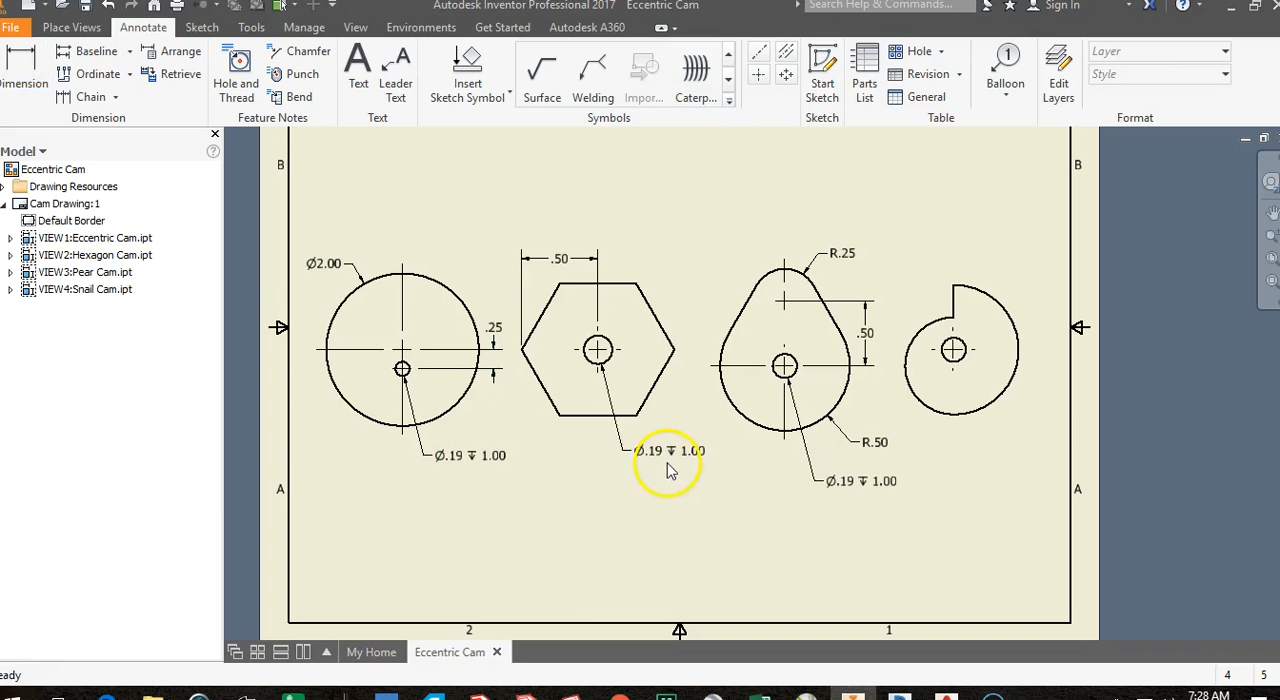 Autodesk Inventor Professional 2017 Eccentric Cam
Search Help & Commands...
Sign In
File
Place Views
Annotate
Sketch
Tools
Manage
View
Environments
Get Started
Autodesk A360
Baseline
Arrange
Ordinate
Retrieve
Chain
Dimension
Hole and Thread
Chamfer
Punch
Bend
Feature Notes
Text
Leader Text
Text
Insert Sketch Symbol
Surface
Welding
Impor...
Caterp...
Symbols
Start Sketch
Sketch
Parts List
Hole
Revision
General
Table
Balloon
Edit Layers
Layer
Style
Format
Model
Eccentric Cam
Drawing Resources
Cam Drawing:1
Default Border
VIEW1:Eccentric Cam.ipt
VIEW2:Hexagon Cam.ipt
VIEW3:Pear Cam.ipt
VIEW4:Snail Cam.ipt
B
B
Ø2.00
.50
R.25
.25
.50
Ø.19 ↧ 1.00
Ø.19 ↧ 1.00
R.50
Ø.19 ↧ 1.00
A
A
2
1
My Home
Eccentric Cam
eady
4
5
7:28 AM